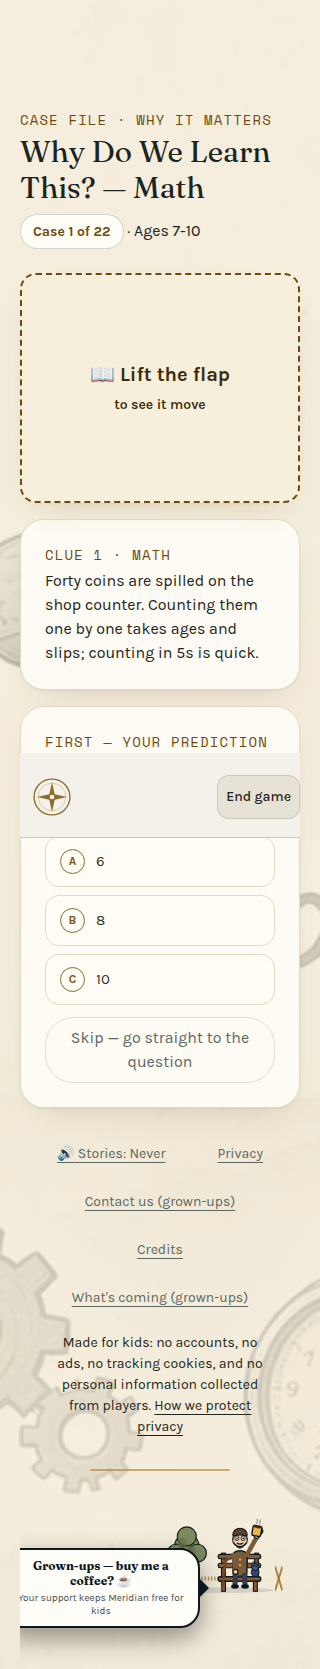 CASE FILE · WHY IT MATTERS
Why Do We Learn
This? — Math
Case 1 of 22 · Ages 7-10
📖 Lift the flap
to see it move
CLUE 1 · MATH
Forty coins are spilled on the
shop counter. Counting them
one by one takes ages and
slips; counting in 5s is quick.
FIRST — YOUR PREDICTION
End game
A 6
B 8
C 10
Skip — go straight to the
question
🔊 Stories: Never Privacy
Contact us (grown-ups)
Credits
What's coming (grown-ups)
Made for kids: no accounts, no
ads, no tracking cookies, and no
personal information collected
from players. How we protect
privacy
Grown-ups — buy me a
coffee? ☕
Your support keeps Meridian free for
kids